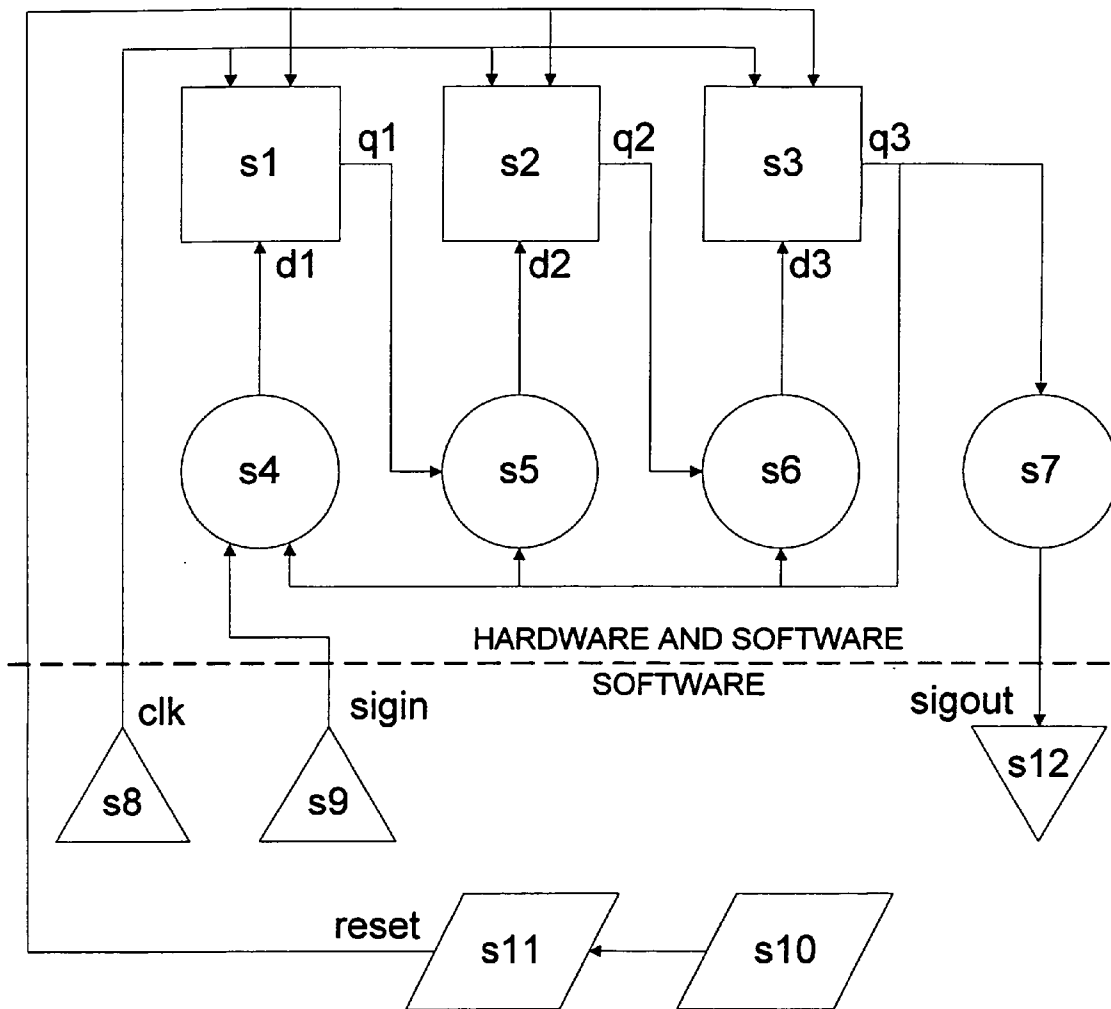 q1
q2
q3
s1
s2
s3
d1
d2
d3
s4
s5
s6
s7
HARDWARE AND SOFTWARE
SOFTWARE
clk
sigin
sigout
s8
s9
s12
reset
s11
s10